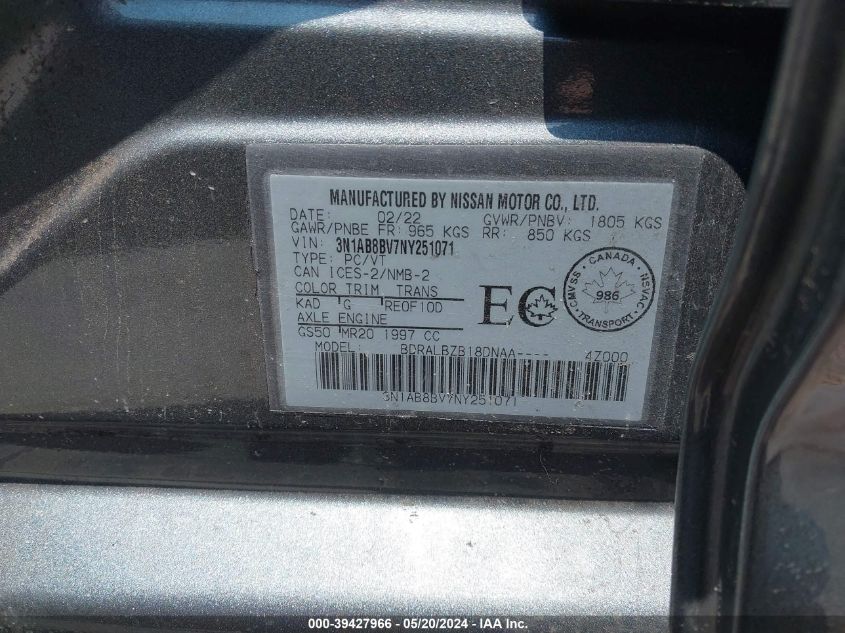 MANUFACTURED BY NISSAN MOTOR CO., LTD.
DATE: 02/22 GVWR/PNBV: 1805 KGS
GAWR/PNBE FR: 965 KGS RR: 850 KGS
VIN: 3N1AB8BV7NY251071
TYPE: PC/VT
CAN ICES-2/NMB-2
COLOR TRIM TRANS
KAD G RE0F10D
AXLE ENGINE
GS50 MR20 1997 CC
EC
CANADA
CMVSS NSVAC
986
TRANSPORT
MODEL: BDRALBZB18DNAA---- 4Z000
3N1AB8BV7NY251071
000-39427966 - 05/20/2024 - IAA Inc.